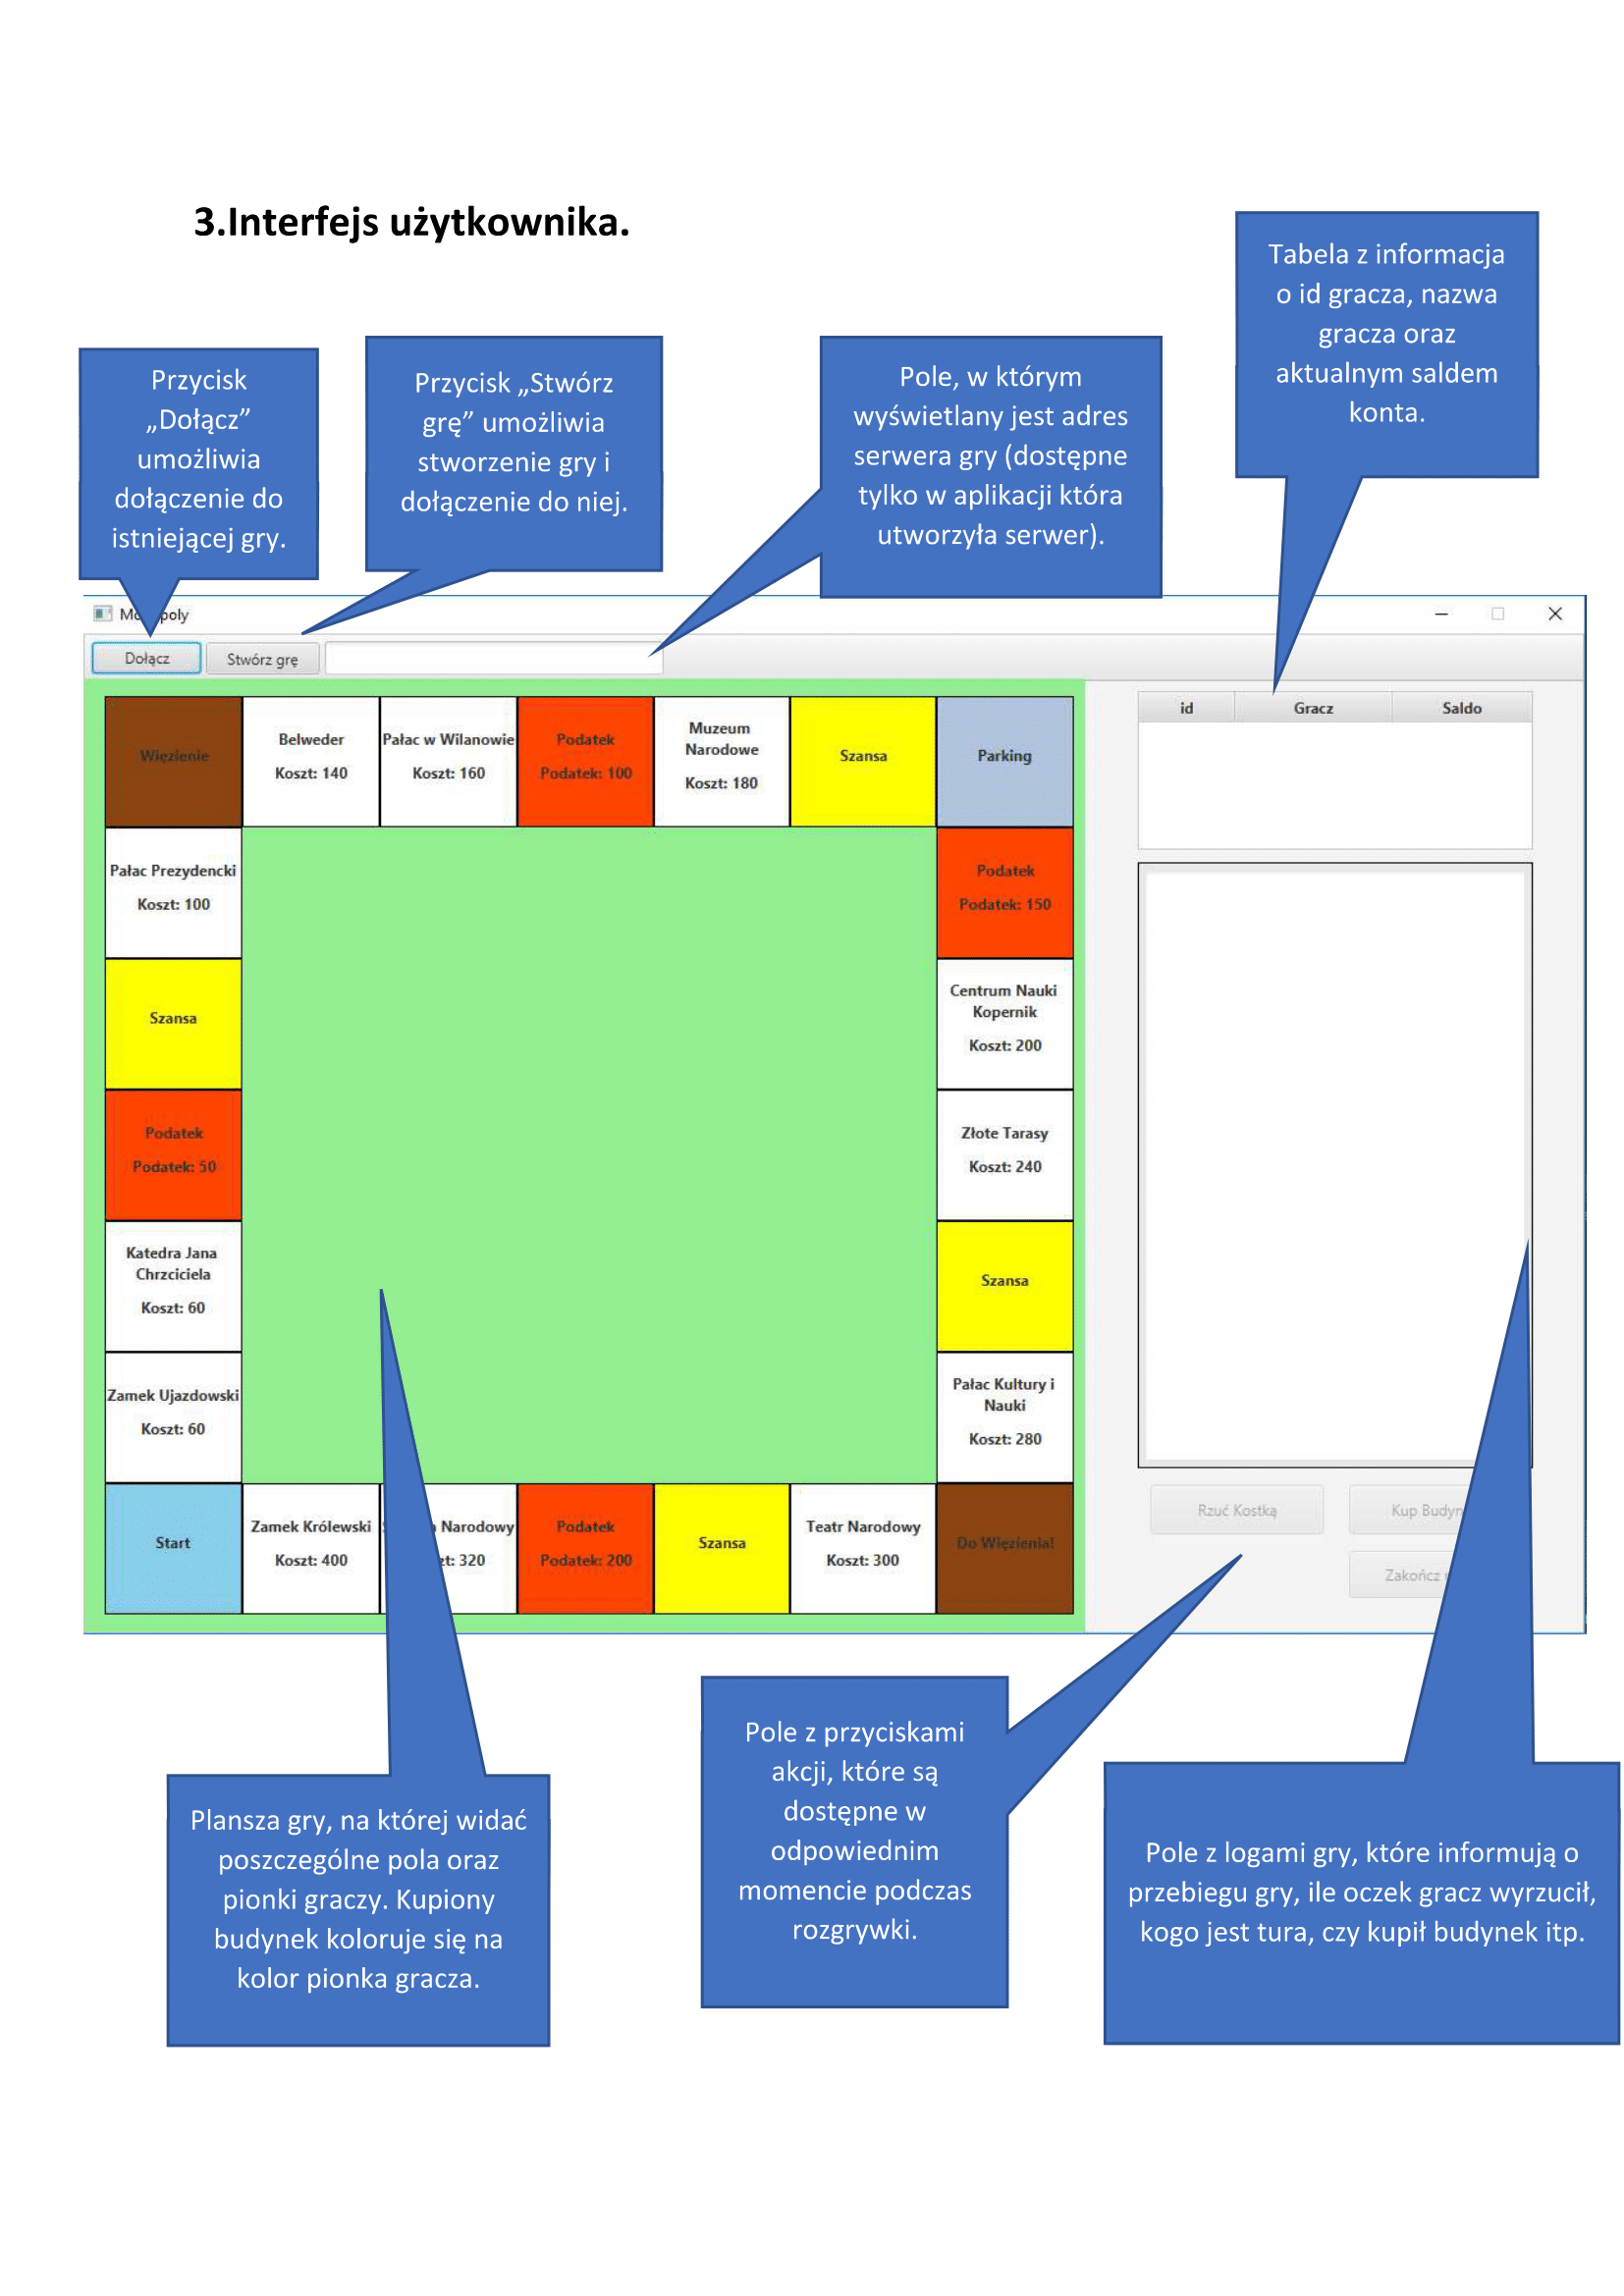 3.Interfejs użytkownika.
Tabela z informacja
o id gracza, nazwa
gracza oraz
aktualnym saldem
konta.
Przycisk
„Dołącz”
umożliwia
dołączenie do
istniejącej gry.
Przycisk „Stwórz
grę” umożliwia
stworzenie gry i
dołączenie do niej.
Pole, w którym
wyświetlany jest adres
serwera gry (dostępne
tylko w aplikacji która
utworzyła serwer).
Dołącz
Stwórz grę
id Gracz Saldo
Więzienie
Belweder
Koszt: 140
Pałac w Wilanowie
Koszt: 160
Podatek
Podatek: 100
Muzeum
Narodowe
Koszt: 180
Szansa
Parking
Pałac Prezydencki
Koszt: 100
Podatek
Podatek: 150
Szansa
Centrum Nauki
Kopernik
Koszt: 200
Podatek
Podatek: 50
Złote Tarasy
Koszt: 240
Katedra Jana
Chrzciciela
Koszt: 60
Szansa
Zamek Ujazdowski
Koszt: 60
Pałac Kultury i
Nauki
Koszt: 280
Start
Zamek Królewski
Koszt: 400
Narodowy
320
Podatek
Podatek: 200
Szansa
Teatr Narodowy
Koszt: 300
Do Więzienia!
Rzuć Kostką
Kup
Zakończ
Plansza gry, na której widać
poszczególne pola oraz
pionki graczy. Kupiony
budynek koloruje się na
kolor pionka gracza.
Pole z przyciskami
akcji, które są
dostępne w
odpowiednim
momencie podczas
rozgrywki.
Pole z logami gry, które informują o
przebiegu gry, ile oczek gracz wyrzucił,
kogo jest tura, czy kupił budynek itp.